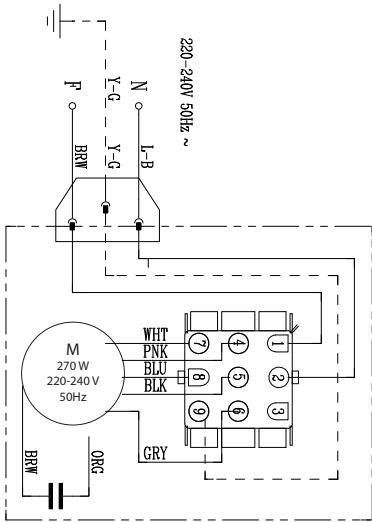 220-240V 50Hz ~
F
Y-G
N
BRW
Y-G
L-B
WHT
PNK
BLU
BLK
GRY
M
270 W
220-240 V
50Hz
7
4
1
8
5
2
9
6
3
BRW
ORG